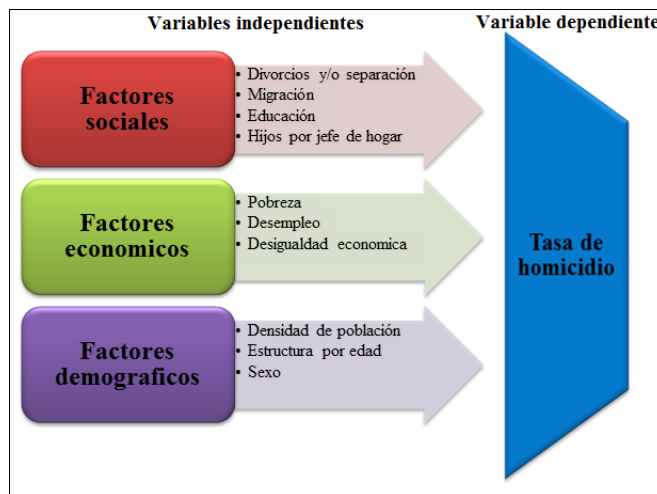 Variables independientes
Variable dependiente
Factores
sociales
• Divorcios y/o separación
• Migración
• Educación
• Hijos por jefe de hogar
Factores
economicos
• Pobreza
• Desempleo
• Desigualdad economica
Factores
demograficos
• Densidad de población
• Estructura por edad
• Sexo
Tasa de
homicidio